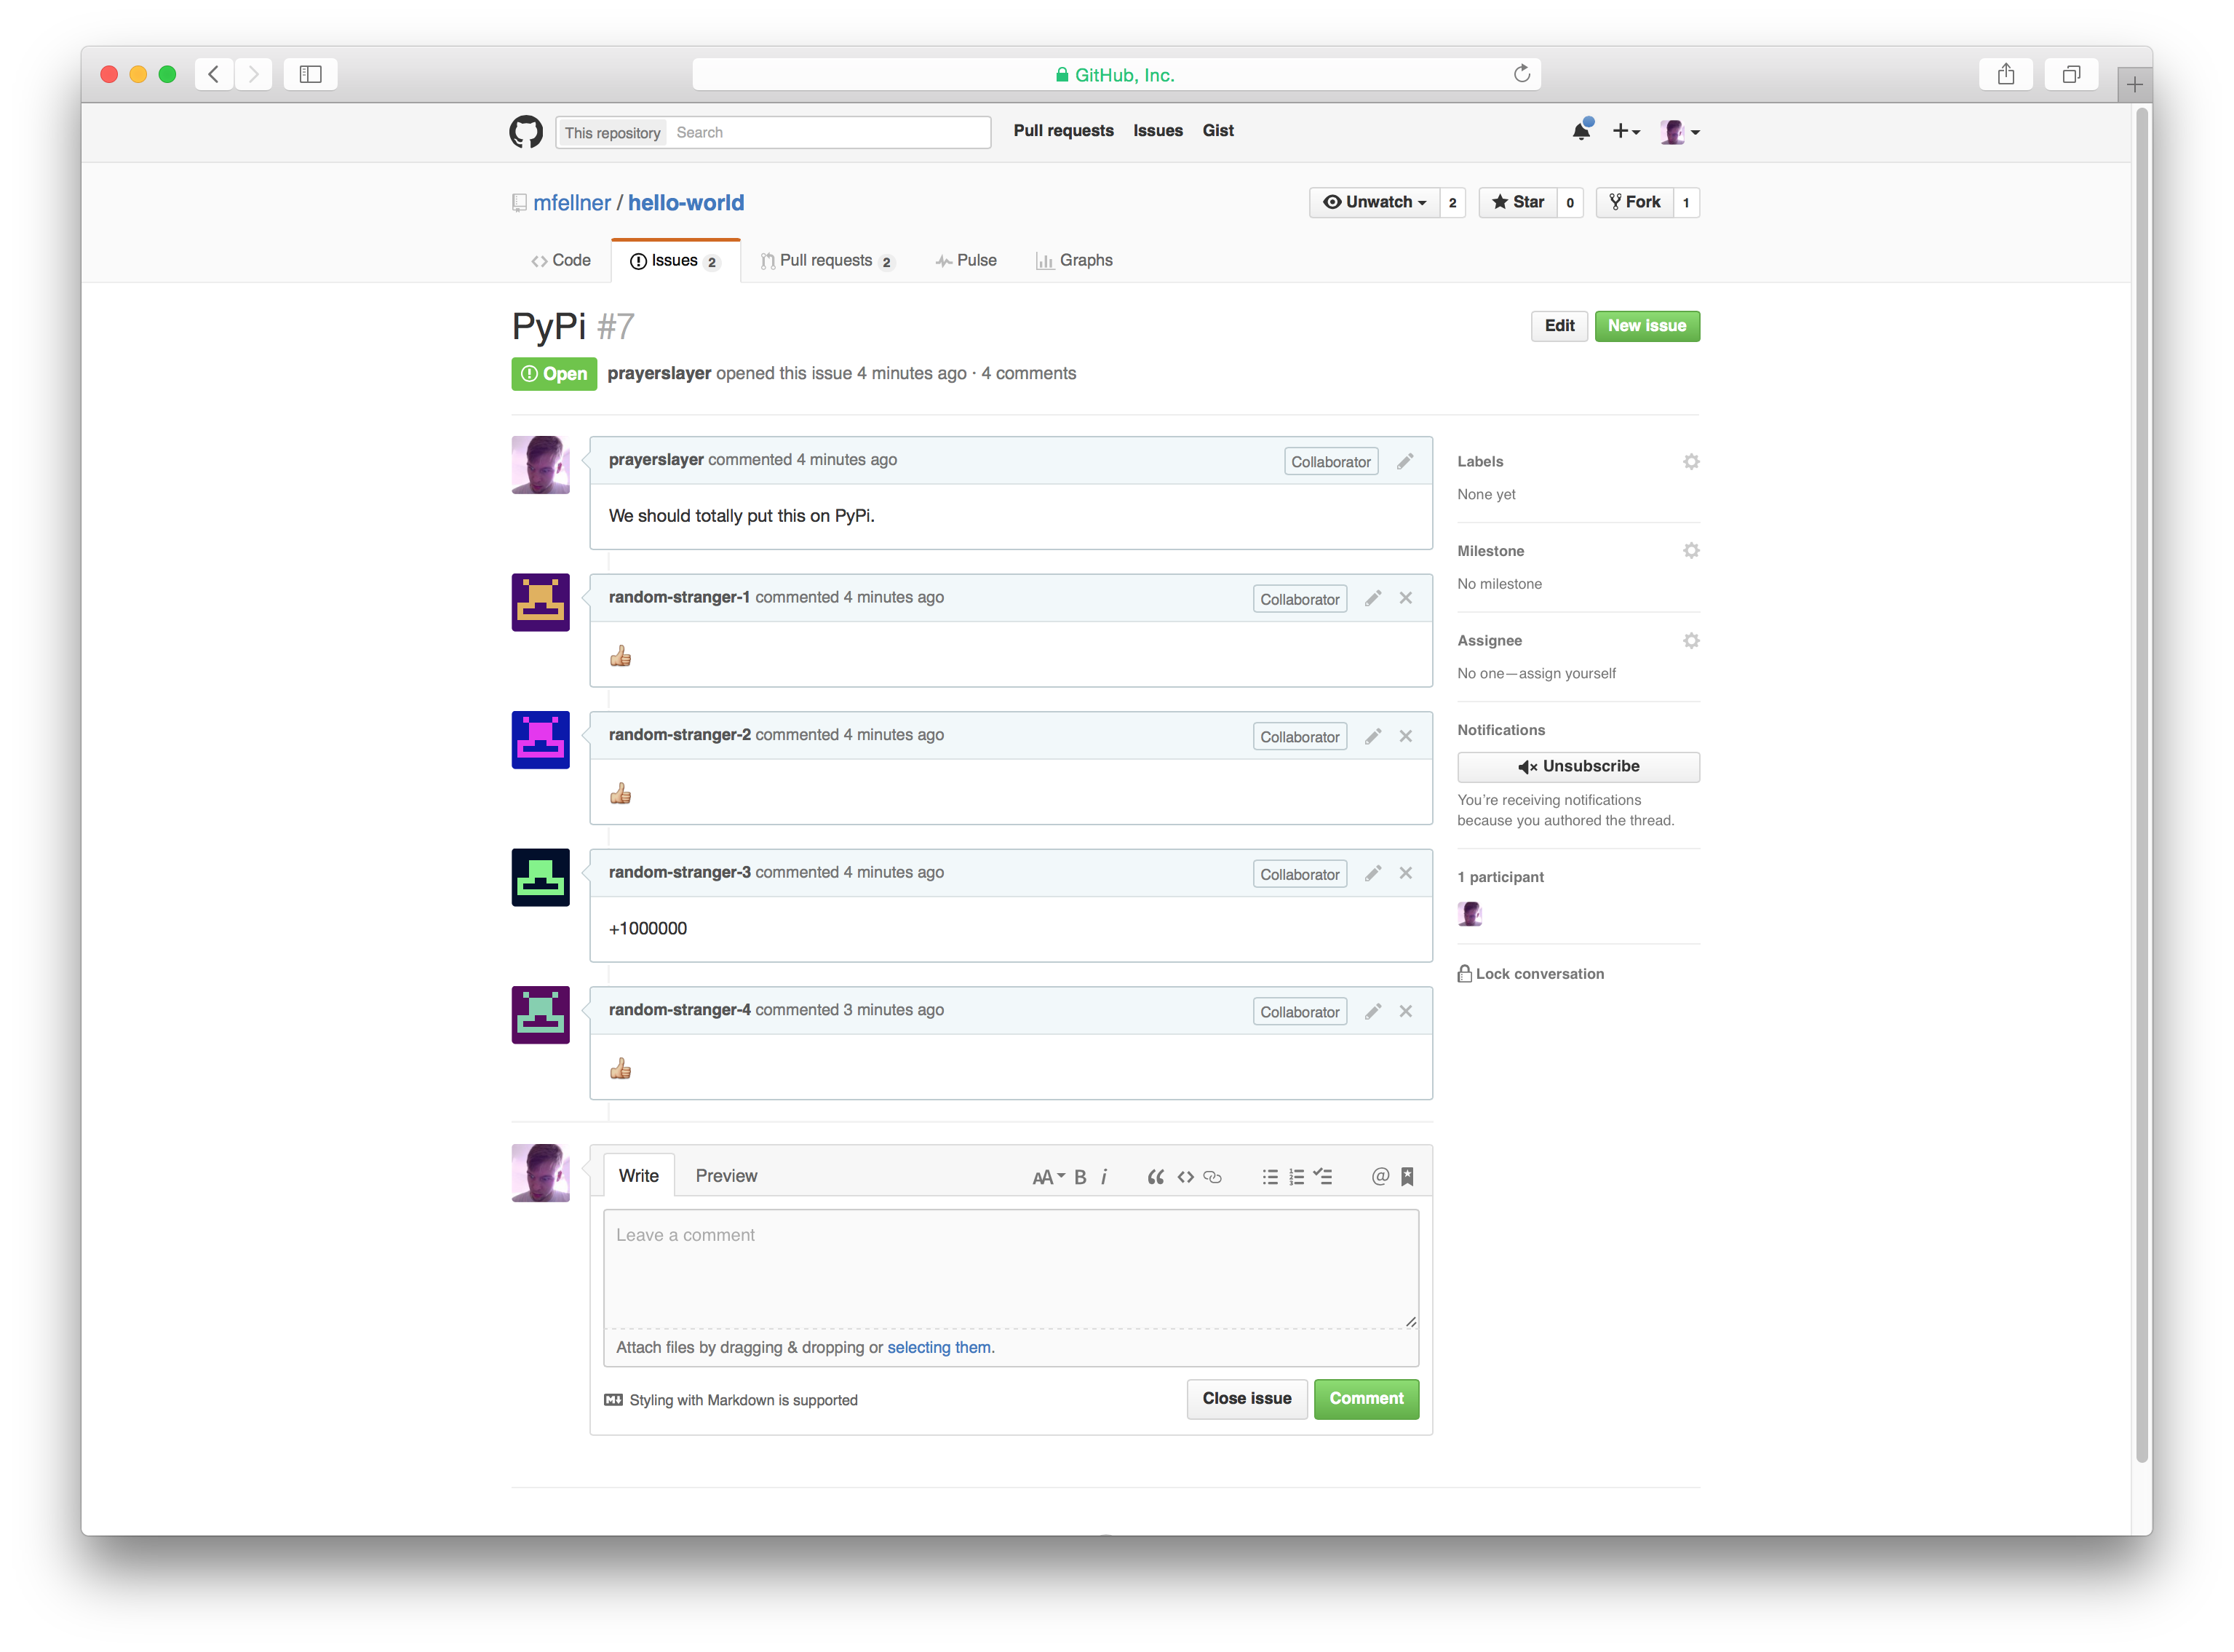 GitHub, Inc.
This repository Search Pull requests Issues Gist
mfellner / hello-world Unwatch 2 Star 0 Fork 1
Code Issues 2 Pull requests 2 Pulse Graphs
PyPi #7 Edit New issue
Open prayerslayer opened this issue 4 minutes ago · 4 comments
prayerslayer commented 4 minutes ago Collaborator
We should totally put this on PyPi.
random-stranger-1 commented 4 minutes ago Collaborator
👍
random-stranger-2 commented 4 minutes ago Collaborator
👍
random-stranger-3 commented 4 minutes ago Collaborator
+1000000
random-stranger-4 commented 3 minutes ago Collaborator
👍
Labels
None yet
Milestone
No milestone
Assignee
No one—assign yourself
Notifications
Unsubscribe
You’re receiving notifications
because you authored the thread.
1 participant
Lock conversation
Write Preview AA B i
Leave a comment
Attach files by dragging & dropping or selecting them.
Styling with Markdown is supported Close issue Comment